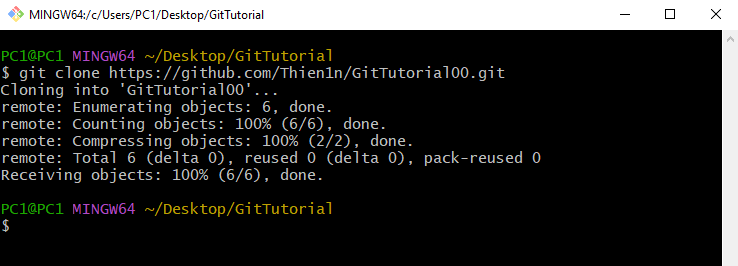 MINGW64:/c/Users/PC1/Desktop/GitTutorial
PC1@PC1 MINGW64 ~/Desktop/GitTutorial
$ git clone https://github.com/Thien1n/GitTutorial00.git
Cloning into 'GitTutorial00'...
remote: Enumerating objects: 6, done.
remote: Counting objects: 100% (6/6), done.
remote: Compressing objects: 100% (2/2), done.
remote: Total 6 (delta 0), reused 0 (delta 0), pack-reused 0
Receiving objects: 100% (6/6), done.
PC1@PC1 MINGW64 ~/Desktop/GitTutorial
$